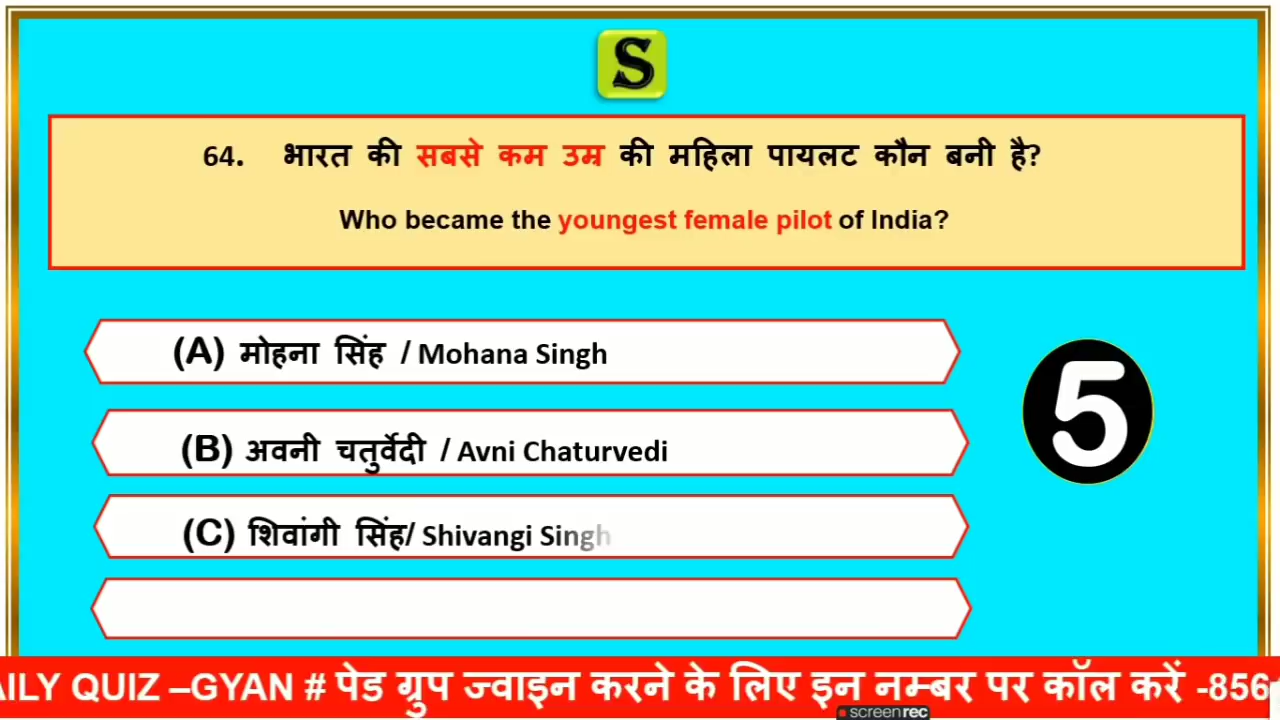 S
64. भारत की सबसे कम उम्र की महिला पायलट कौन बनी है?
Who became the youngest female pilot of India?
(A) मोहना सिंह / Mohana Singh
(B) अवनी चतुर्वेदी / Avni Chaturvedi
5
(C) शिवांगी सिंह/ Shivangi Singh
AILY QUIZ –GYAN # पेड ग्रुप ज्वाइन करने के लिए इन नम्बर पर कॉल करें -856
screenrec